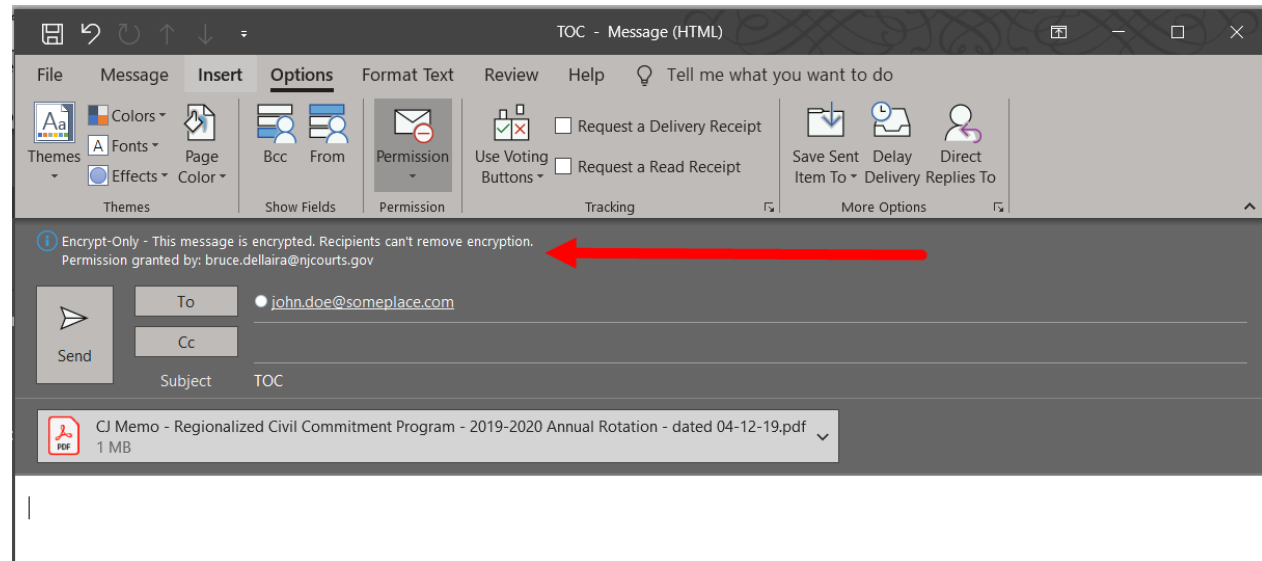 TOC - Message (HTML)
File Message Insert Options Format Text Review Help Tell me what you want to do
Aa
Themes
Colors
A Fonts
Effects
Page
Color
Bcc
From
Permission
Use Voting
Buttons
Request a Delivery Receipt
Request a Read Receipt
Save Sent
Item To
Delay
Delivery
Direct
Replies To
Themes Show Fields Permission Tracking More Options
Encrypt-Only - This message is encrypted. Recipients can't remove encryption.
Permission granted by: bruce.dellaira@njcourts.gov
Send
To john.doe@someplace.com
Cc
Subject TOC
PDF
CJ Memo - Regionalized Civil Commitment Program - 2019-2020 Annual Rotation - dated 04-12-19.pdf
1 MB